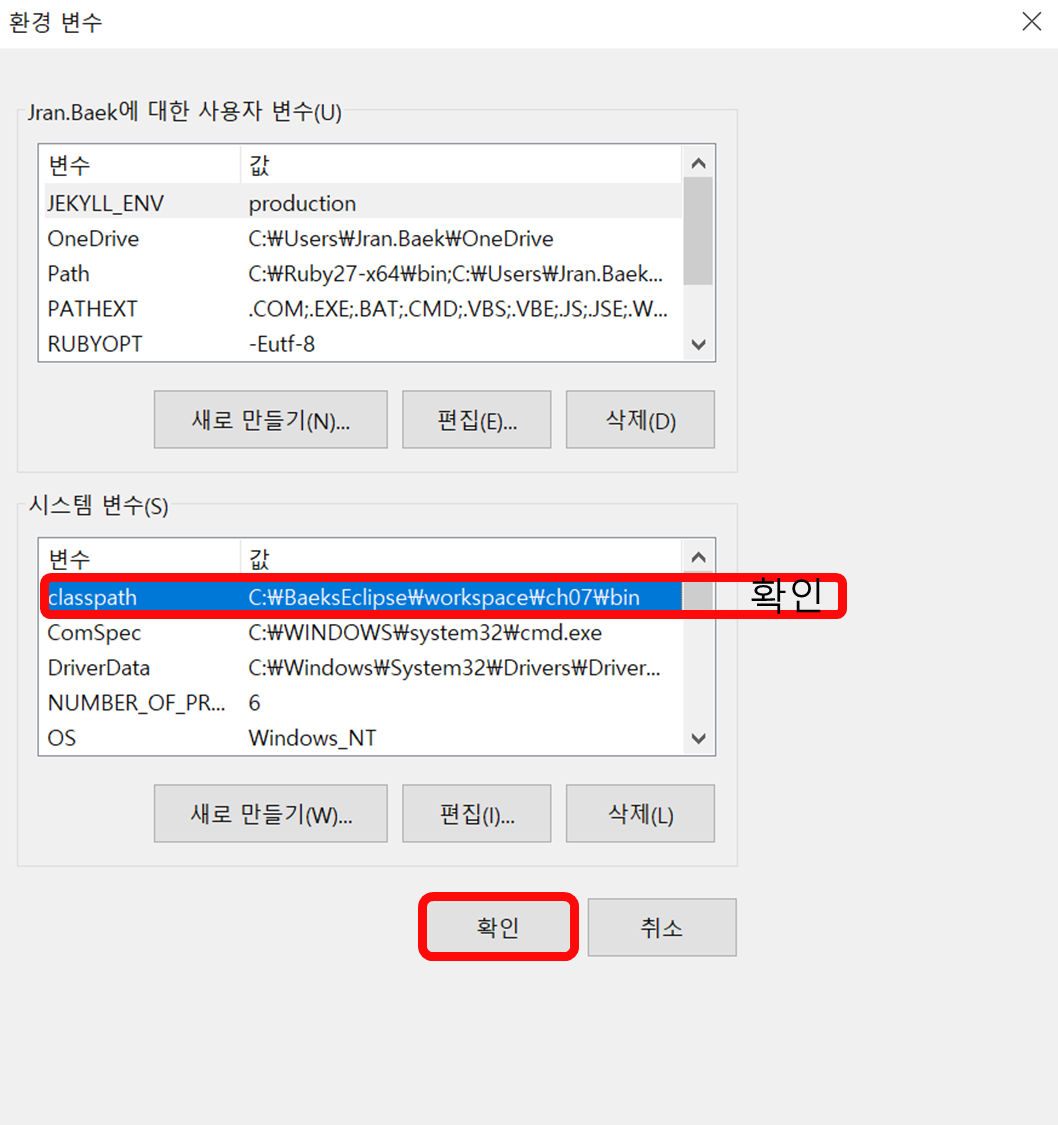 환경 변수
Jran.Baek에 대한 사용자 변수(U)
변수 값
JEKYLL_ENV production
OneDrive C:₩Users₩Jran.Baek₩OneDrive
Path C:₩Ruby27-x64₩bin;C:₩Users₩Jran.Baek...
PATHEXT .COM;.EXE;.BAT;.CMD;.VBS;.VBE;.JS;.JSE;.W...
RUBYOPT -Eutf-8
새로 만들기(N)... 편집(E)... 삭제(D)
시스템 변수(S)
변수 값
classpath C:₩BaeksEclipse₩workspace₩ch07₩bin 확인
ComSpec C:₩WINDOWS₩system32₩cmd.exe
DriverData C:₩Windows₩System32₩Drivers₩Driver...
NUMBER_OF_PR... 6
OS Windows_NT
새로 만들기(W)... 편집(I)... 삭제(L)
확인 취소